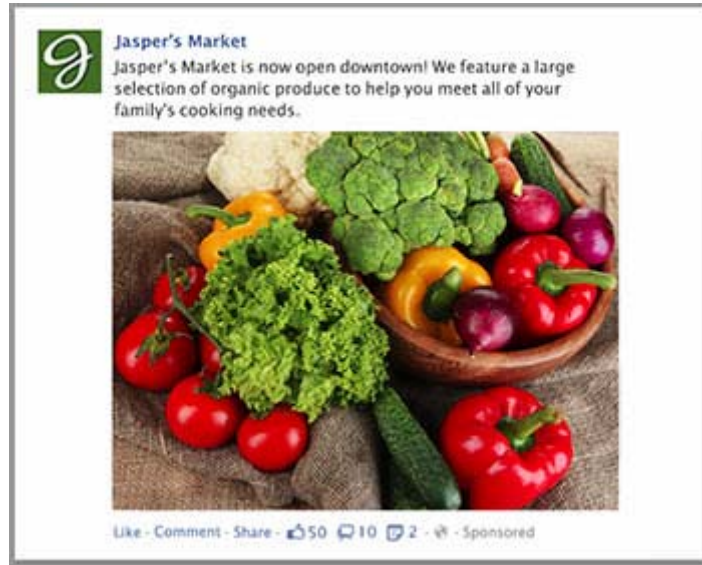 Jasper's Market
Jasper's Market is now open downtown! We feature a large
selection of organic produce to help you meet all of your
family's cooking needs.
Like · Comment · Share · 50 10 2 · · Sponsored